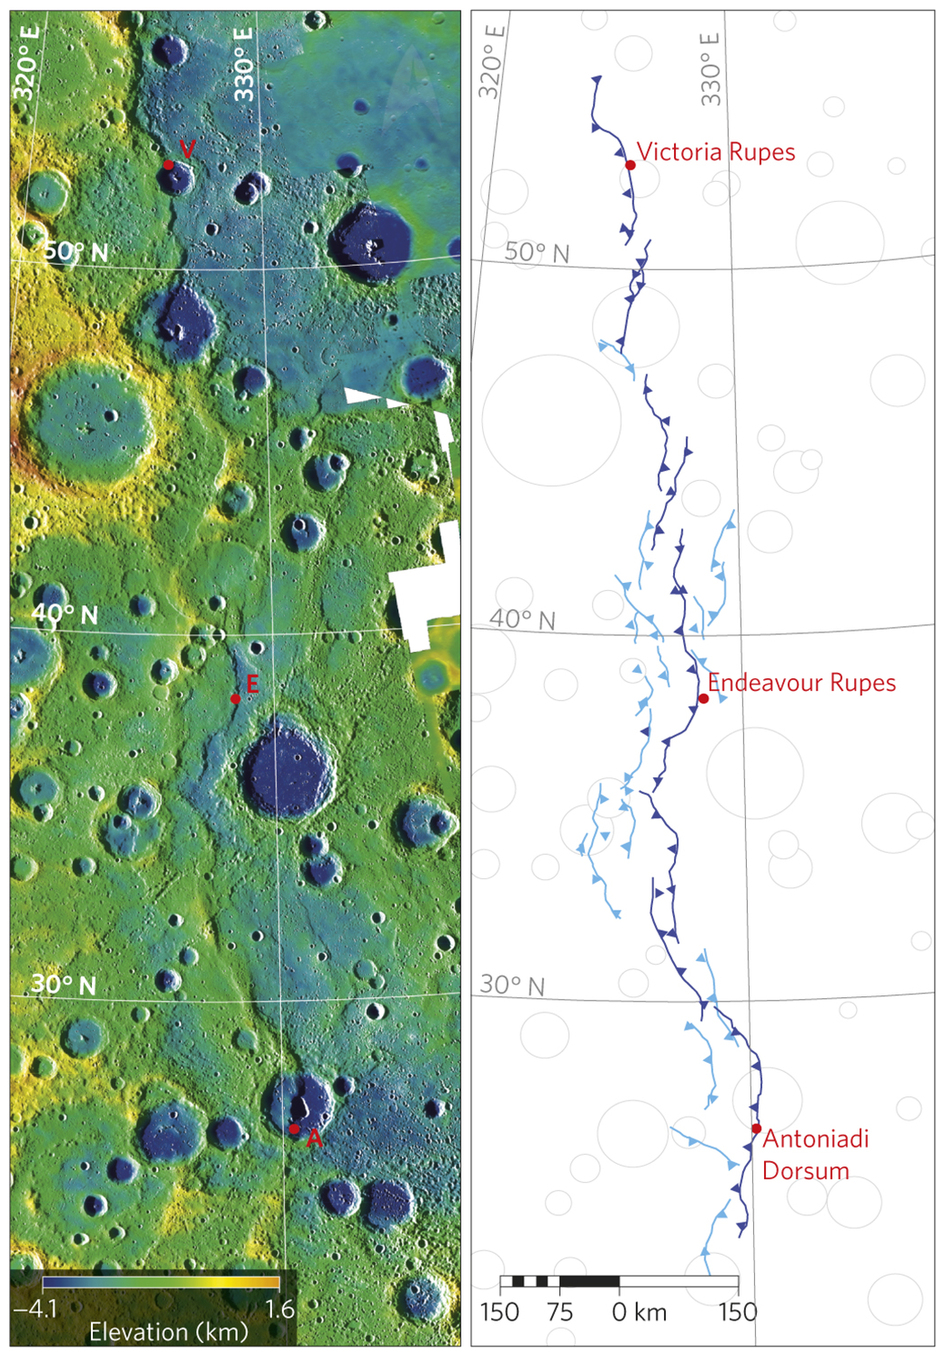 320° E
330° E
V
50° N
40° N
E
30° N
A
−4.1
1.6
Elevation (km)
320° E
330° E
Victoria Rupes
50° N
40° N
Endeavour Rupes
30° N
Antoniadi
Dorsum
150 75 0 km 150